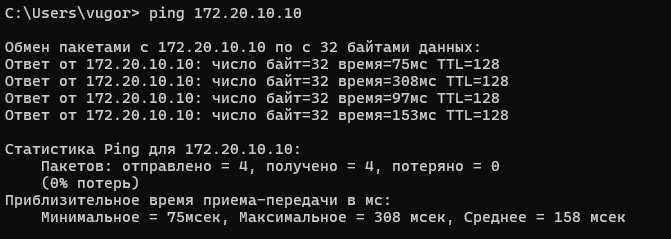 C:\Users\vugor> ping 172.20.10.10
Обмен пакетами с 172.20.10.10 по с 32 байтами данных:
Ответ от 172.20.10.10: число байт=32 время=75мс TTL=128
Ответ от 172.20.10.10: число байт=32 время=308мс TTL=128
Ответ от 172.20.10.10: число байт=32 время=97мс TTL=128
Ответ от 172.20.10.10: число байт=32 время=153мс TTL=128
Статистика Ping для 172.20.10.10:
Пакетов: отправлено = 4, получено = 4, потеряно = 0
(0% потерь)
Приблизительное время приема-передачи в мс:
Минимальное = 75мсек, Максимальное = 308 мсек, Среднее = 158 мсек